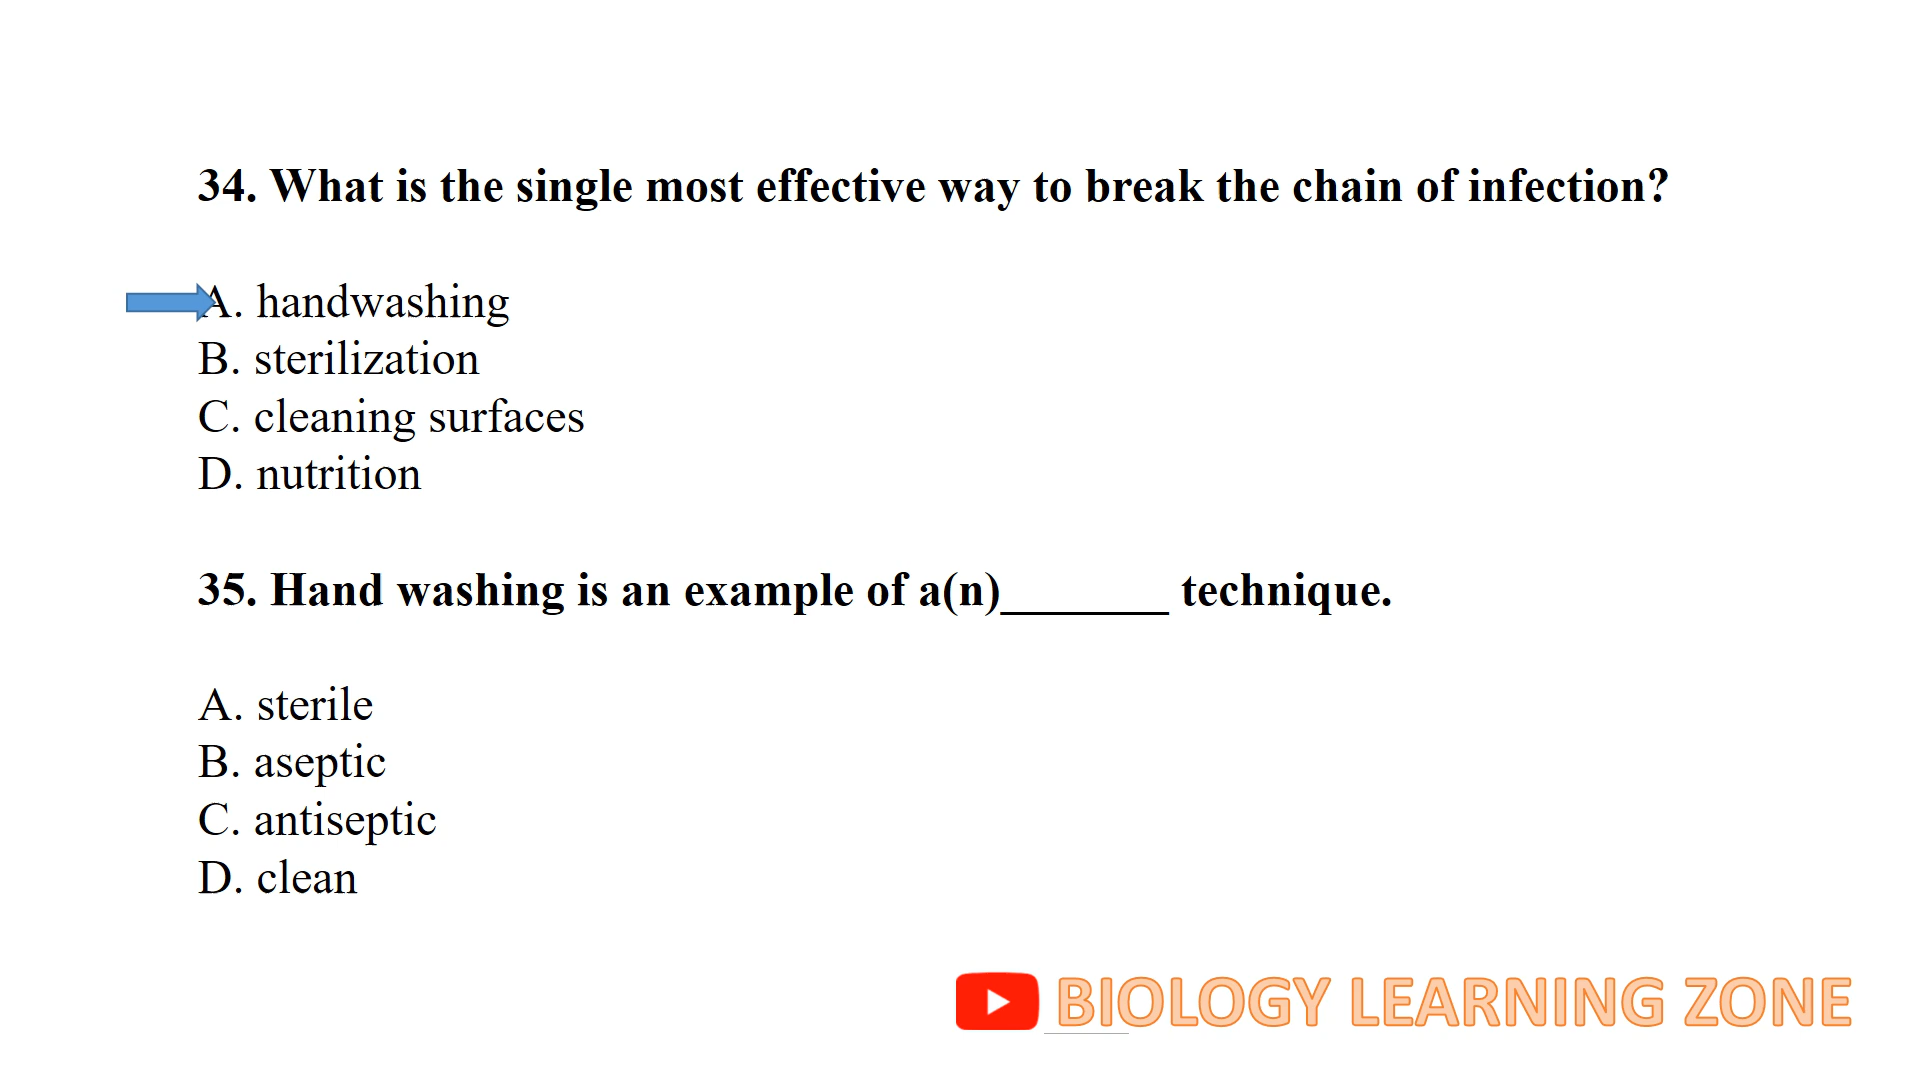 34. What is the single most effective way to break the chain of infection?
A. handwashing
B. sterilization
C. cleaning surfaces
D. nutrition
35. Hand washing is an example of a(n)_______ technique.
A. sterile
B. aseptic
C. antiseptic
D. clean
BIOLOGY LEARNING ZONE